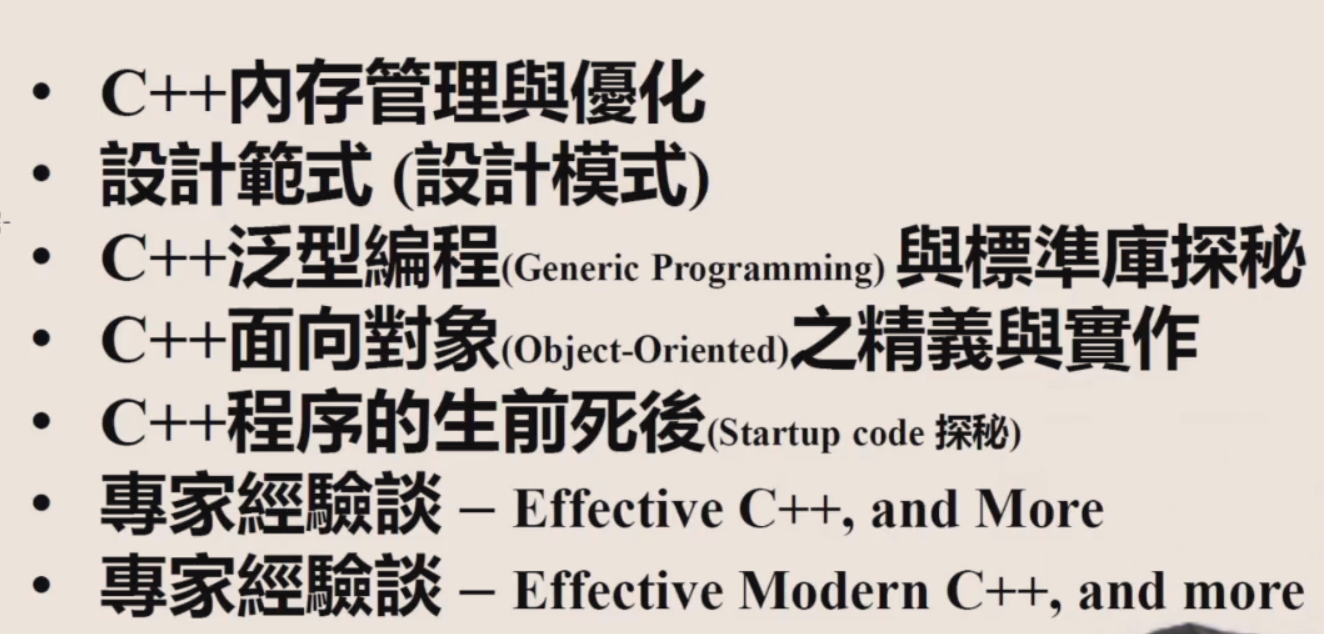 • C++內存管理與優化
• 設計範式 (設計模式)
• C++泛型編程(Generic Programming) 與標準庫探秘
• C++面向對象(Object-Oriented)之精義與實作
• C++程序的生前死後(Startup code 探秘)
• 專家經驗談 – Effective C++, and More
• 專家經驗談 – Effective Modern C++, and more